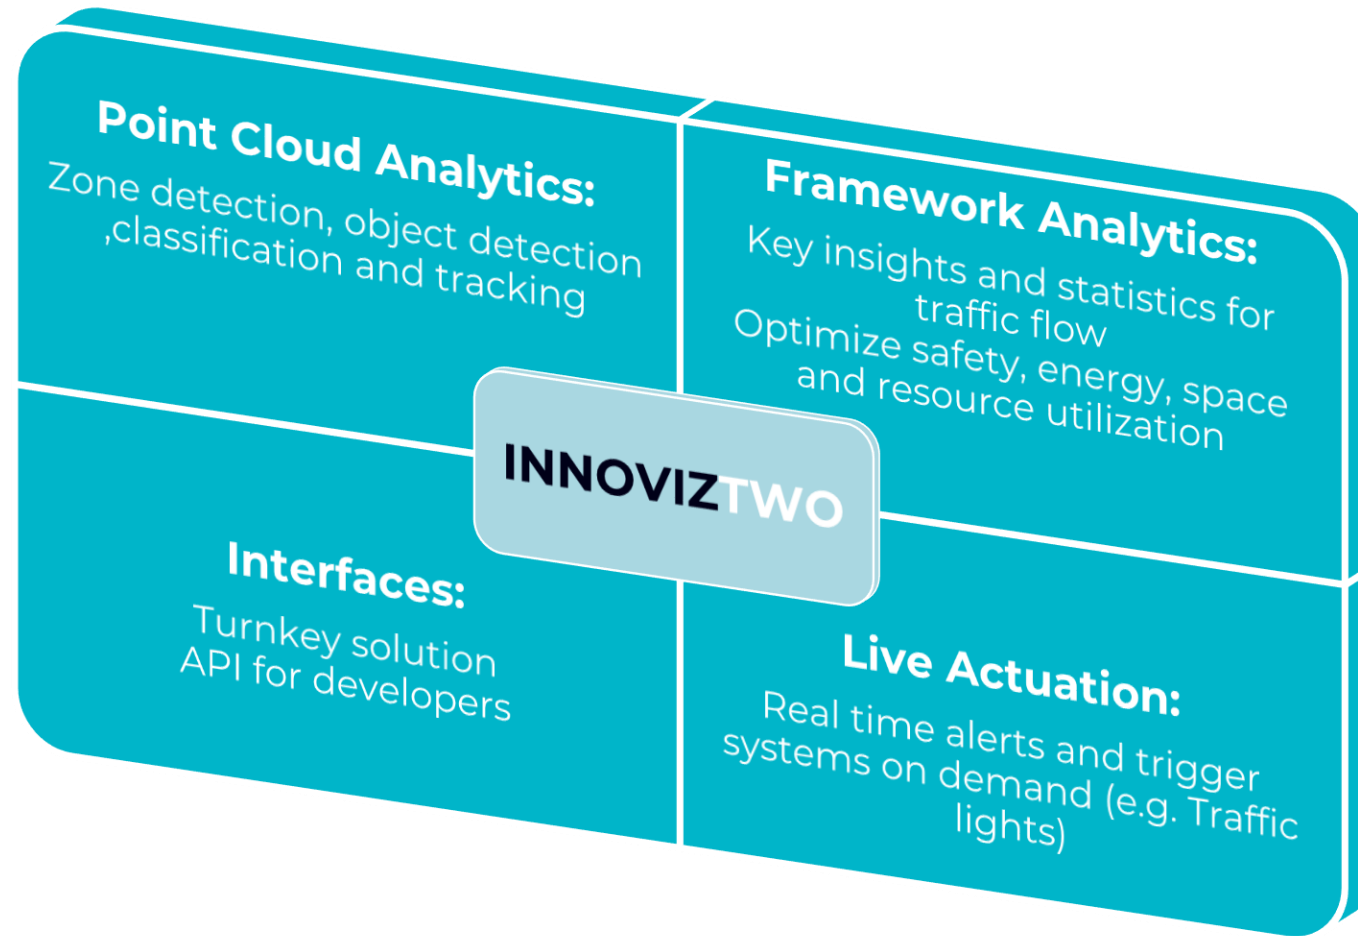 Point Cloud Analytics:
Zone detection, object detection
,classification and tracking
Framework Analytics:
Key insights and statistics for
traffic flow
Optimize safety, energy, space
and resource utilization
INNOVIZTWO
Interfaces:
Turnkey solution
API for developers
Live Actuation:
Real time alerts and trigger
systems on demand (e.g. Traffic
lights)